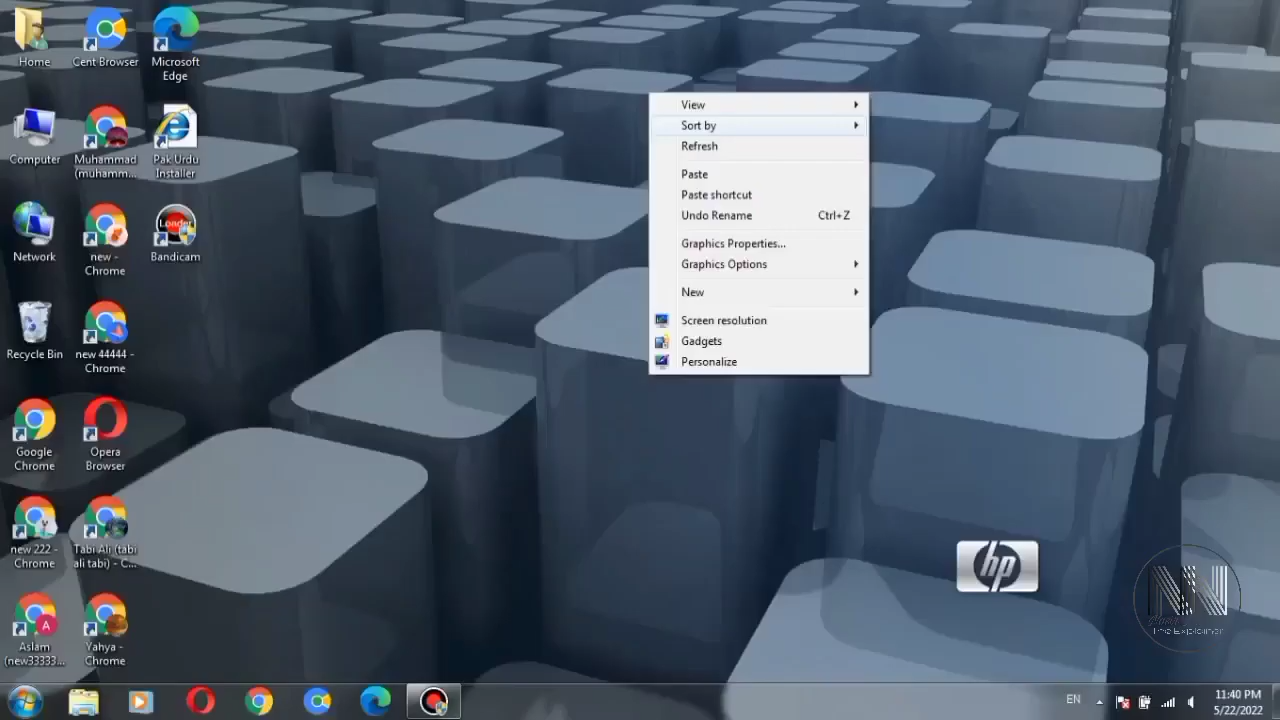 Home
Cent Browser
Microsoft
Edge
Computer
Muhammad
(muhamm...
Pak Urdu
Installer
Network
new -
Chrome
Bandicam
Recycle Bin
new 44444 -
Chrome
Google
Chrome
Opera
Browser
new 222 -
Chrome
Tabi Ali (tabi
ali tabi) - C...
Aslam
(new33333...
Yahya -
Chrome
A
View
Sort by
Refresh
Paste
Paste shortcut
Undo Rename Ctrl+Z
Graphics Properties...
Graphics Options
New
Screen resolution
Gadgets
Personalize
hp
NN
EN
11:40 PM
5/22/2022